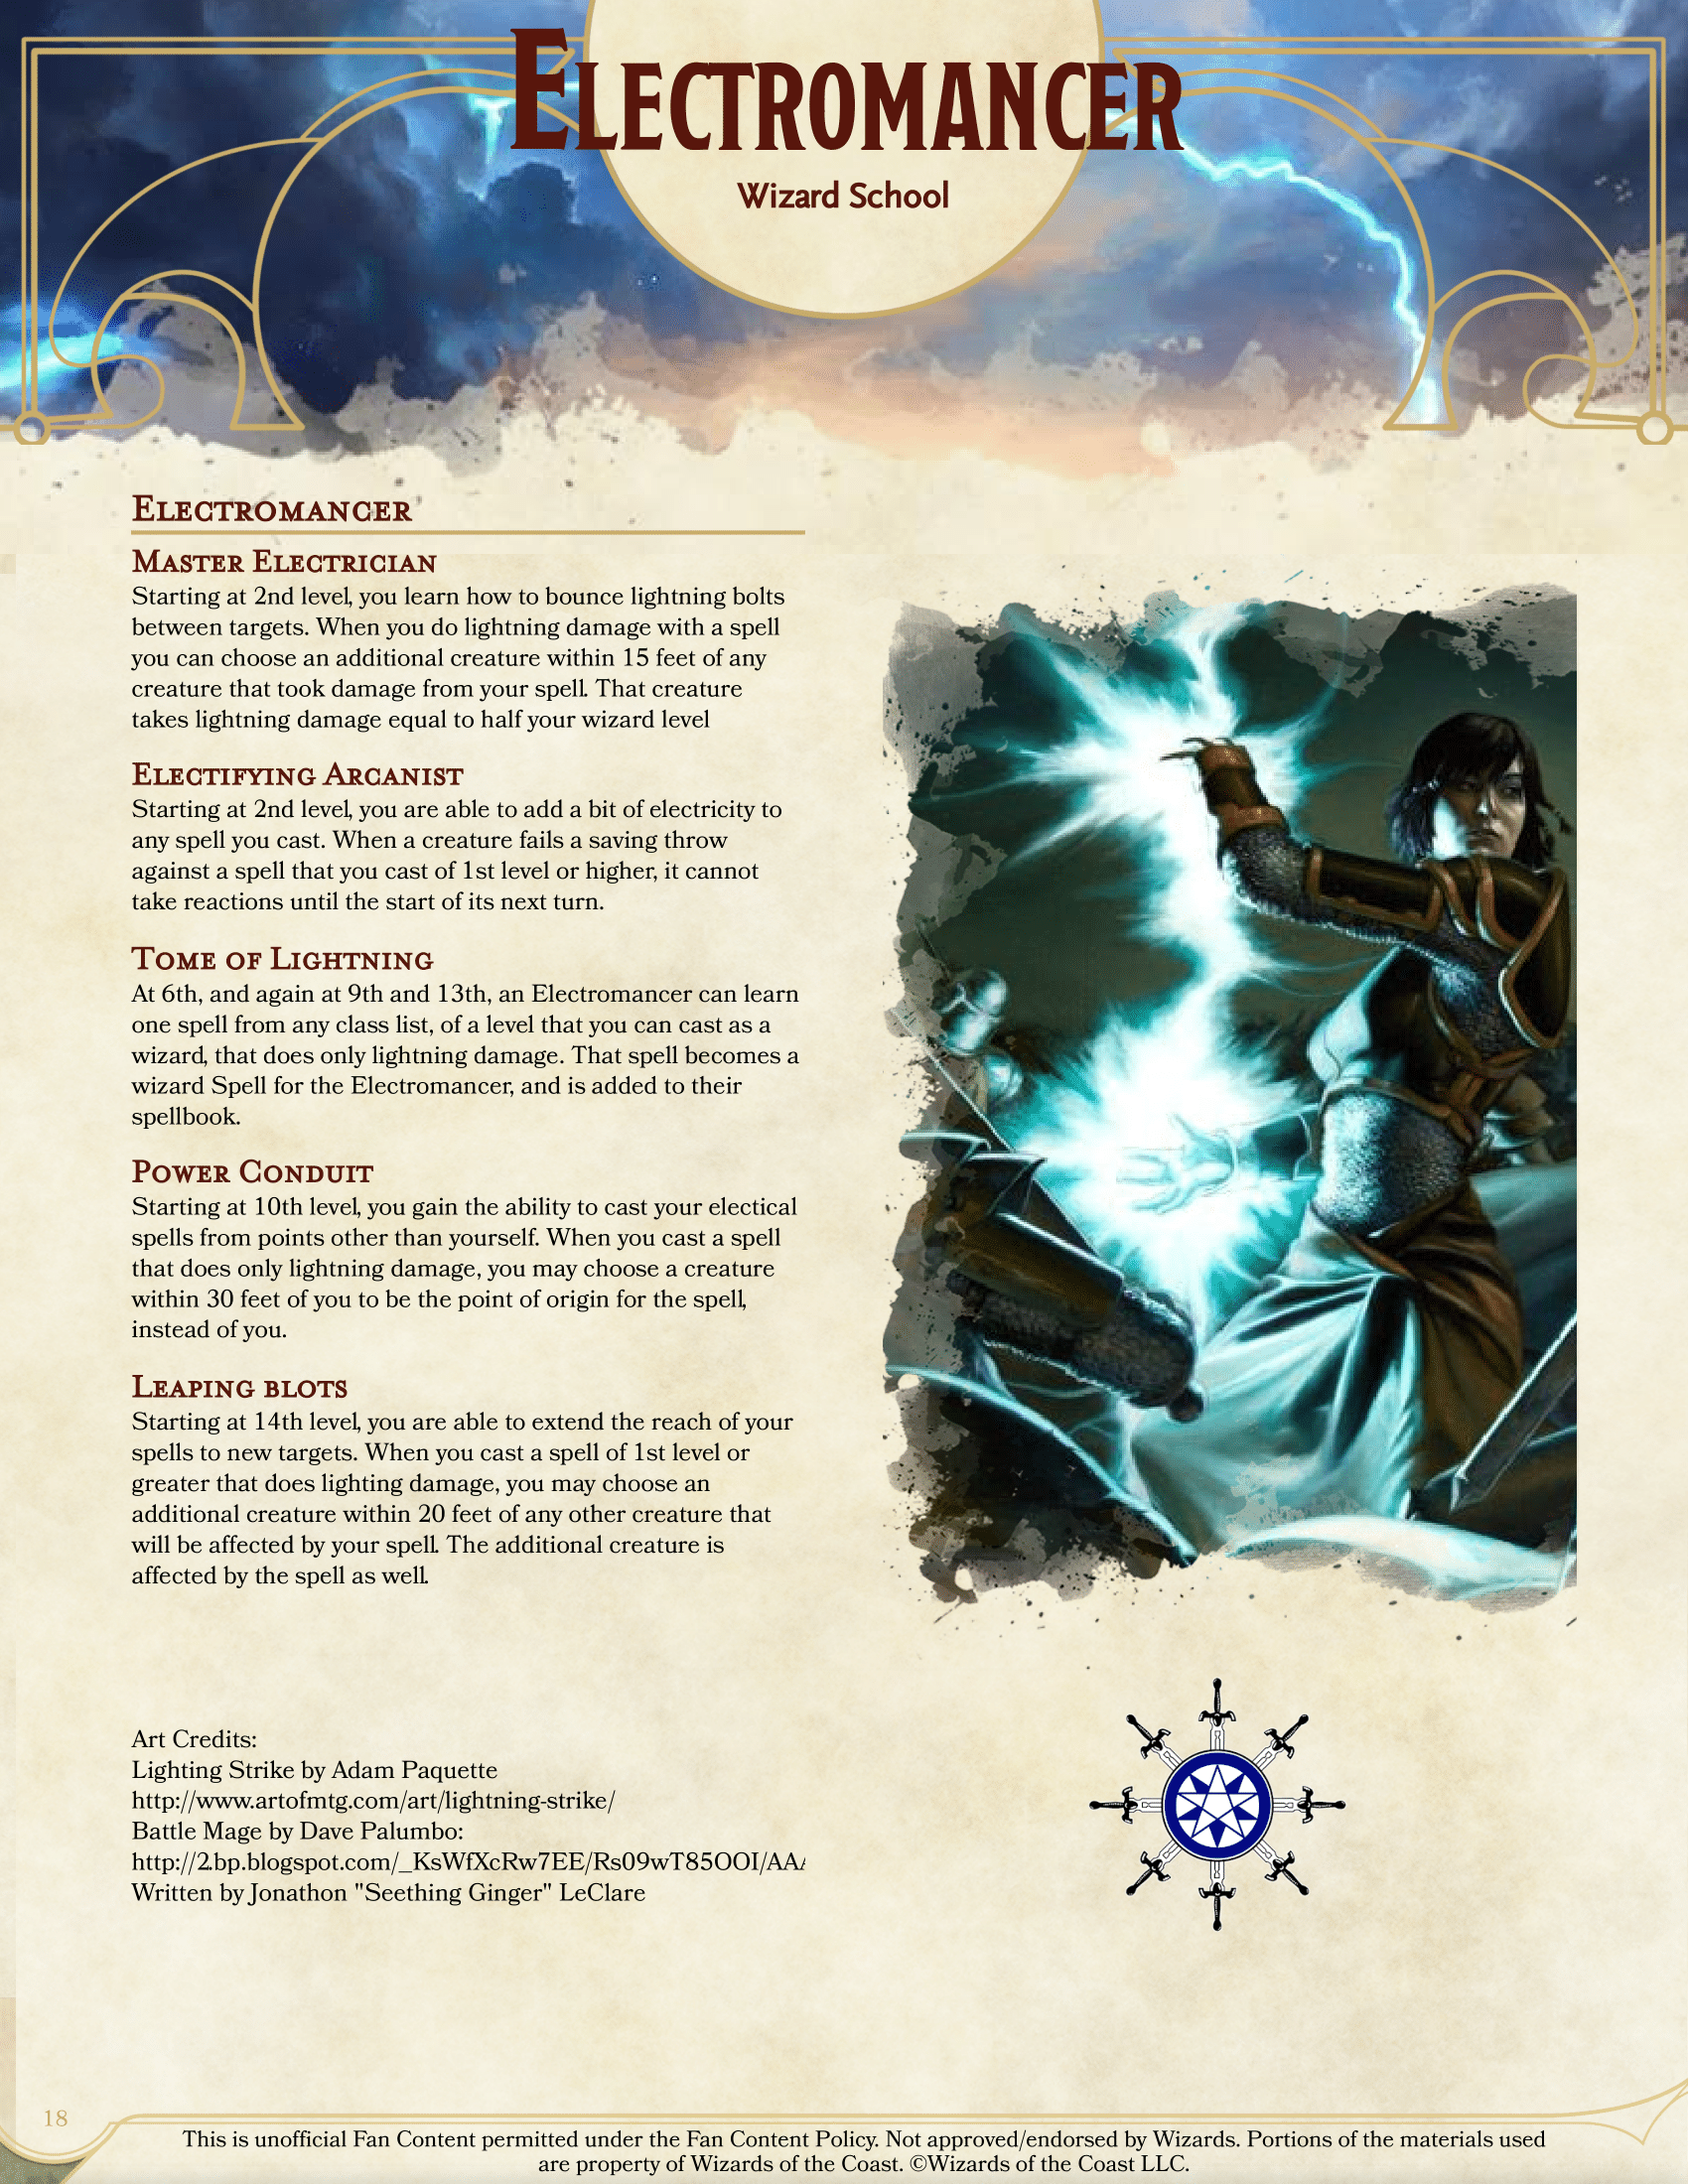 Electromancer
Wizard School
Electromancer
Master Electrician
Starting at 2nd level, you learn how to bounce lightning bolts
between targets. When you do lightning damage with a spell
you can choose an additional creature within 15 feet of any
creature that took damage from your spell. That creature
takes lightning damage equal to half your wizard level
Electifying Arcanist
Starting at 2nd level, you are able to add a bit of electricity to
any spell you cast. When a creature fails a saving throw
against a spell that you cast of 1st level or higher, it cannot
take reactions until the start of its next turn.
Tome of Lightning
At 6th, and again at 9th and 13th, an Electromancer can learn
one spell from any class list, of a level that you can cast as a
wizard, that does only lightning damage. That spell becomes a
wizard Spell for the Electromancer, and is added to their
spellbook.
Power Conduit
Starting at 10th level, you gain the ability to cast your electical
spells from points other than yourself. When you cast a spell
that does only lightning damage, you may choose a creature
within 30 feet of you to be the point of origin for the spell,
instead of you.
Leaping blots
Starting at 14th level, you are able to extend the reach of your
spells to new targets. When you cast a spell of 1st level or
greater that does lighting damage, you may choose an
additional creature within 20 feet of any other creature that
will be affected by your spell. The additional creature is
affected by the spell as well.
Art Credits:
Lighting Strike by Adam Paquette
http://www.artofmtg.com/art/lightning-strike/
Battle Mage by Dave Palumbo:
http://2.bp.blogspot.com/_KsWfXcRw7EE/Rs09wT85OOI/AAA
Written by Jonathon "Seething Ginger" LeClare
18
This is unofficial Fan Content permitted under the Fan Content Policy. Not approved/endorsed by Wizards. Portions of the materials used
are property of Wizards of the Coast. ©Wizards of the Coast LLC.